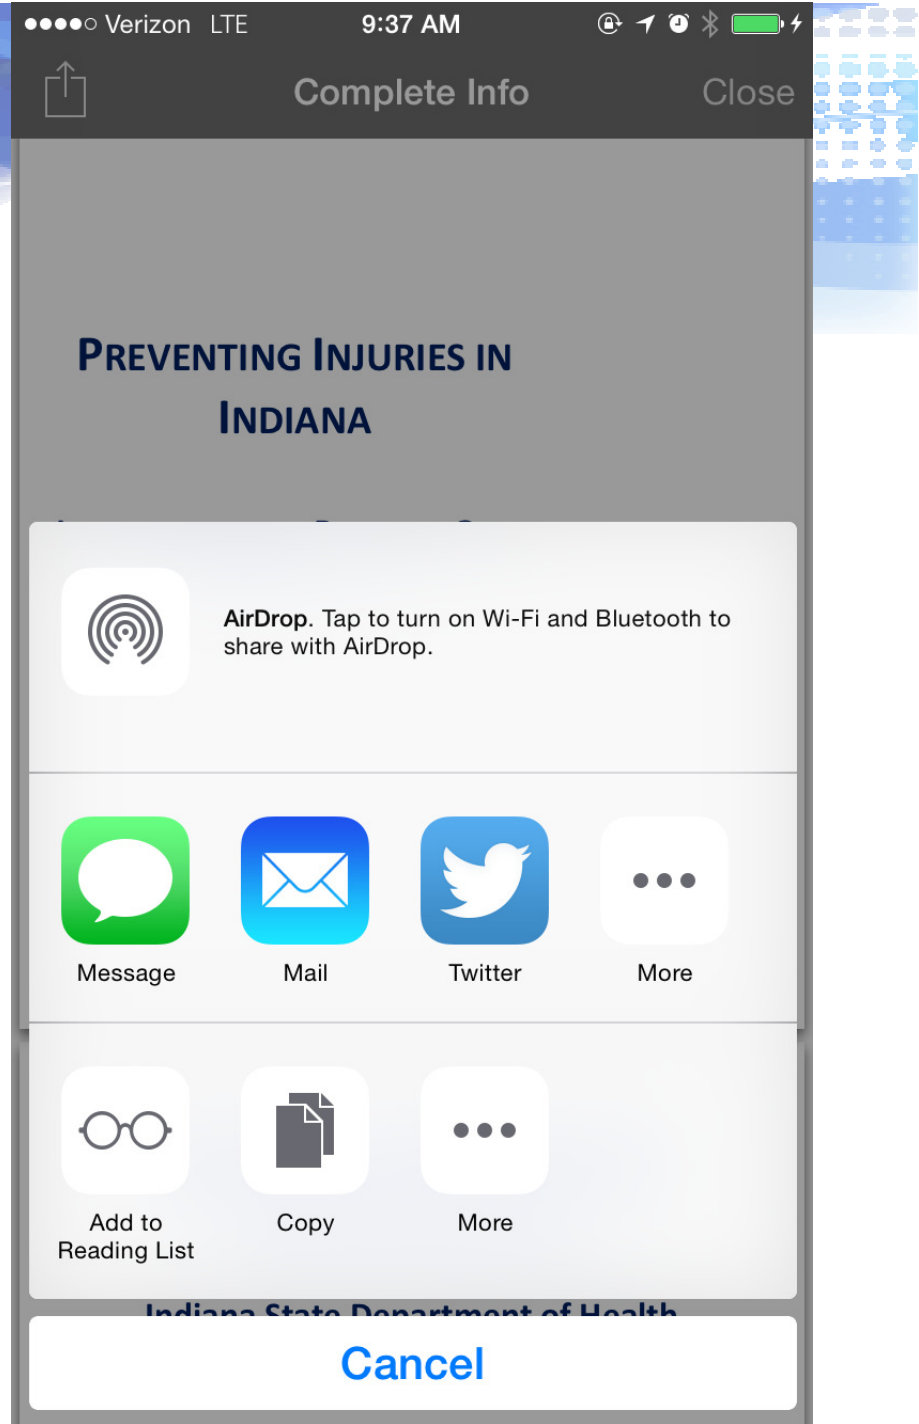 Verizon LTE 9:37 AM
Complete Info Close
PREVENTING INJURIES IN
INDIANA
AirDrop. Tap to turn on Wi-Fi and Bluetooth to
share with AirDrop.
Message Mail Twitter More
Add to
Reading List Copy More
Indiana State Department of Health
Cancel